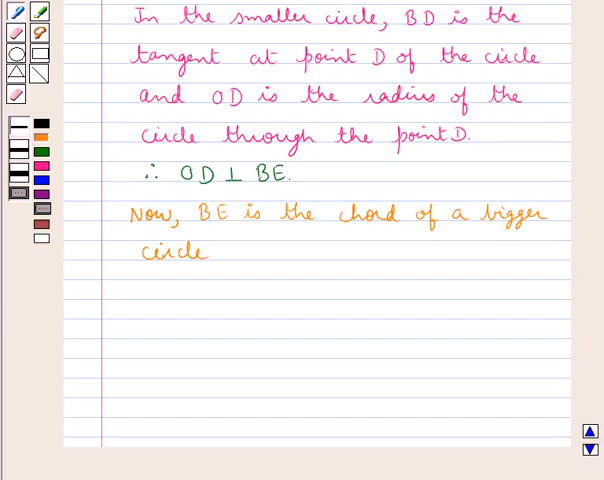 In the smaller circle, BD is the
tangent at point D of the circle
and OD is the radius of the
circle through the point D.
∴ OD ⊥ BE.
Now, BE is the chord of a bigger
circle